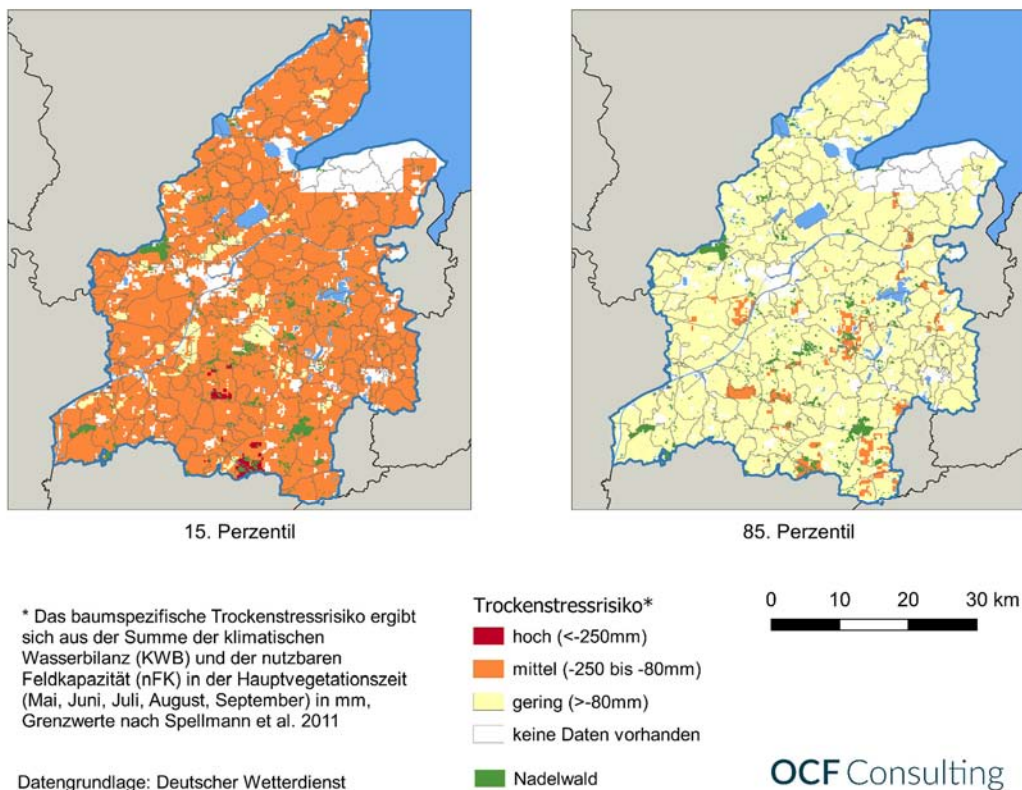 15. Perzentil
85. Perzentil
* Das baumspezifische Trockenstressrisiko ergibt
sich aus der Summe der klimatischen
Wasserbilanz (KWB) und der nutzbaren
Feldkapazität (nFK) in der Hauptvegetationszeit
(Mai, Juni, Juli, August, September) in mm,
Grenzwerte nach Spellmann et al. 2011
Datengrundlage: Deutscher Wetterdienst
Trockenstressrisiko*
hoch (<-250mm)
mittel (-250 bis -80mm)
gering (>-80mm)
keine Daten vorhanden
Nadelwald
0 10 20 30 km
OCF Consulting